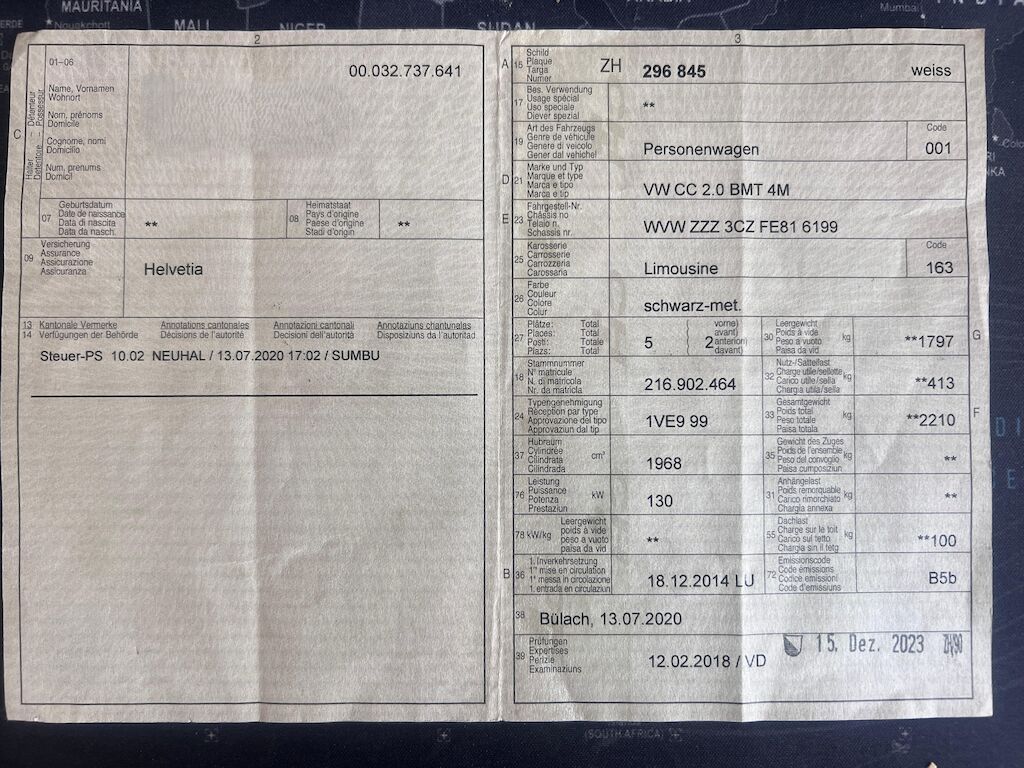 MAURITANIA
Nouakchott
MALI
NIGER
SUDAN
Mumbai
2
01–06
00.032.737.641
C
Halter – Détenteur
Detentore – Possessur
Name, Vornamen
Wohnort
Nom, prénoms
Domicile
Cognome, nomi
Domicilio
Num, prenums
Domicil
07
Geburtsdatum
Date de naissance
Data di nascita
Data da nasch.
**
08
Heimatstaat
Pays d'origine
Paese d'origine
Stadi d'origin
**
09
Versicherung
Assurance
Assicurazione
Assicuranza
Helvetia
13 Kantonale Vermerke Annotations cantonales Annotazioni cantonali Annotaziuns chantunalas
14 Verfügungen der Behörde Décisions de l'autorité Decisioni dell'autorità Disposiziuns da l'autoritad
Steuer-PS 10.02 NEUHAL / 13.07.2020 17:02 / SUMBU
3
A 15
Schild
Plaque
Targa
Numer
ZH 296 845 weiss
17
Bes. Verwendung
Usage spécial
Uso speciale
Diever spezial
**
19
Art des Fahrzeugs
Genre de véhicule
Genere di veicolo
Gener dal vehichel
Personenwagen
Code
001
D 21
Marke und Typ
Marque et type
Marca e tipo
Marca e tip
VW CC 2.0 BMT 4M
E 23
Fahrgestell-Nr.
Châssis no
Telaio n.
Schassis nr.
WVW ZZZ 3CZ FE81 6199
25
Karosserie
Carrosserie
Carrozzeria
Carossaria
Limousine
Code
163
26
Farbe
Couleur
Colore
Colur
schwarz-met.
27
Plätze: Total
Places: Total
Posti: Totale
Plazs: Total
5
2
vorne)
avant)
anteriori)
davant)
30
Leergewicht
Poids à vide
Peso a vuoto
Paisa da vid
kg
**1797
G
18
Stammnummer
N° matricule
N. di matricola
Nr. da matricla
216.902.464
32
Nutz-/Sattellast
Charge utile/sellette
Carico utile/sella
Chargia utila/sella
kg
**413
24
Typengenehmigung
Réception par type
Approvazione del tipo
Approvaziun dal tip
1VE9 99
33
Gesamtgewicht
Poids total
Peso totale
Paisa totala
kg
**2210
F
37
Hubraum
Cylindrée
Cilindrata
Cilindrada
cm³
1968
35
Gewicht des Zuges
Poids de l'ensemble
Peso del convoglio
Paisa cumposiziun
kg
**
76
Leistung
Puissance
Potenza
Prestaziun
kW
130
31
Anhängelast
Poids remorquable
Carico rimorchiato
Chargia annexa
kg
**
78 kW/kg
Leergewicht
poids à vide
peso a vuoto
paisa da vid
**
55
Dachlast
Charge sur le toit
Carico sul tetto
Chargia sin il tetg
kg
**100
B 36
1. Inverkehrsetzung
1re mise en circulation
1a messa in circolazione
1. entrada en circulaziun
18.12.2014 LU
72
Emissionscode
Code émissions
Codice emissioni
Code d'emissiuns
B5b
38
Bülach, 13.07.2020
39
Prüfungen
Expertises
Perizie
Examinaziuns
12.02.2018 / VD
15. Dez. 2023
(SOUTH AFRICA)